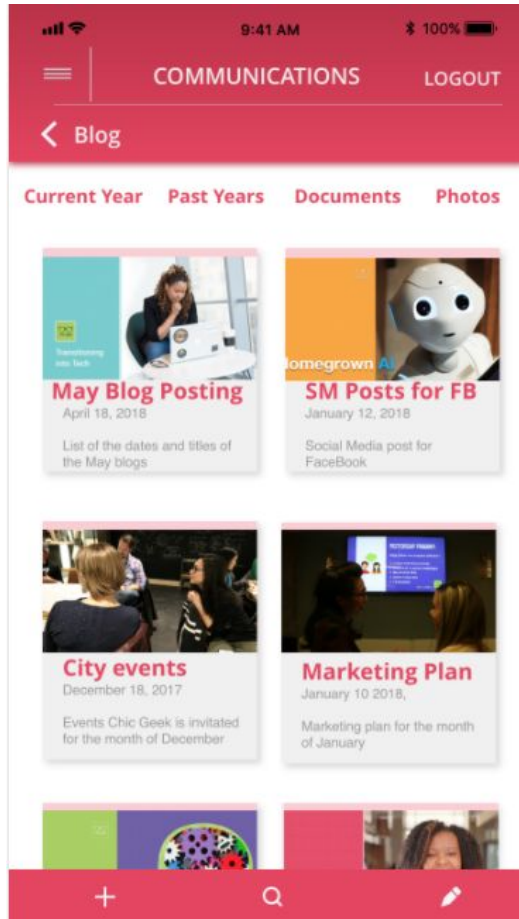 9:41 AM
100%
COMMUNICATIONS
LOGOUT
Blog
Current Year
Past Years
Documents
Photos
Transitioning
into Tech
May Blog Posting
April 18, 2018
List of the dates and titles of
the May blogs
Homegrown AI
SM Posts for FB
January 12, 2018
Social Media post for
FaceBook
City events
December 18, 2017
Events Chic Geek is invitated
for the month of December
Marketing Plan
January 10 2018,
Marketing plan for the month
of January